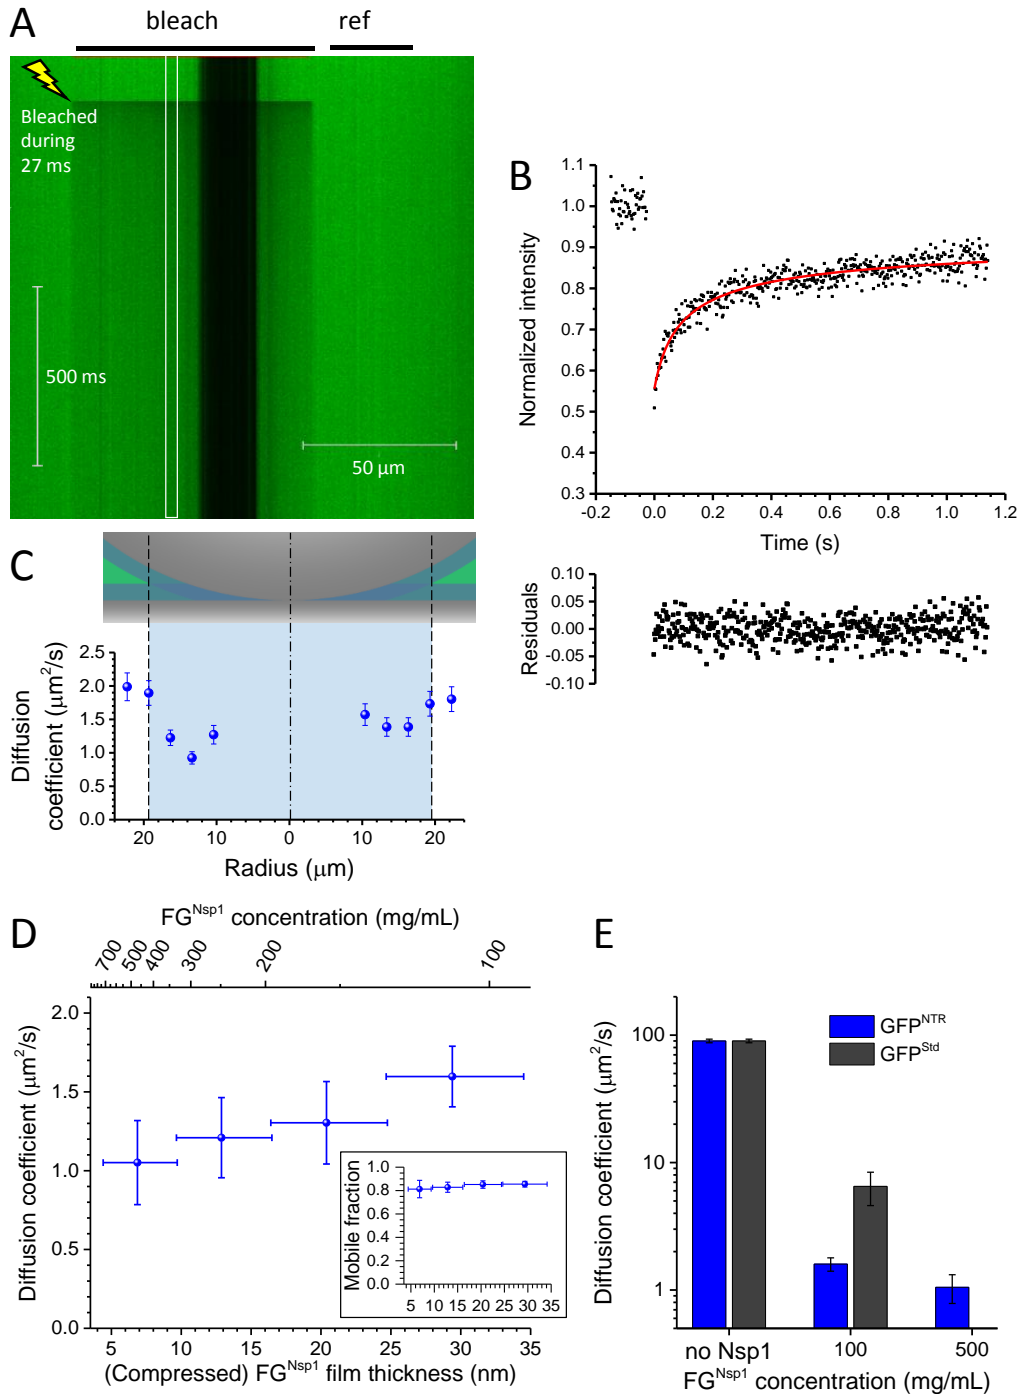 A
bleach
ref
Bleached
during
27 ms
500 ms
50 µm
B
1.1
1.0
0.9
0.8
0.7
0.6
0.5
0.4
0.3
Normalized intensity
-0.2
0.0
0.2
0.4
0.6
0.8
1.0
1.2
Time (s)
0.10
0.05
0.00
-0.05
-0.10
Residuals
C
2.5
2.0
1.5
1.0
0.5
0.0
Diffusion
coefficient (µm²/s)
20
10
0
10
20
Radius (µm)
D
FG^Nsp1 concentration (mg/mL)
700
500
400
300
200
100
2.0
1.5
1.0
0.5
0.0
Diffusion coefficient (µm²/s)
5
10
15
20
25
30
35
(Compressed) FG^Nsp1 film thickness (nm)
1.0
0.8
0.6
0.4
0.2
0.0
Mobile fraction
5
10
15
20
25
30
35
E
GFP^NTR
GFP^Std
100
10
1
Diffusion coefficient (µm²/s)
no Nsp1
100
500
FG^Nsp1 concentration (mg/mL)